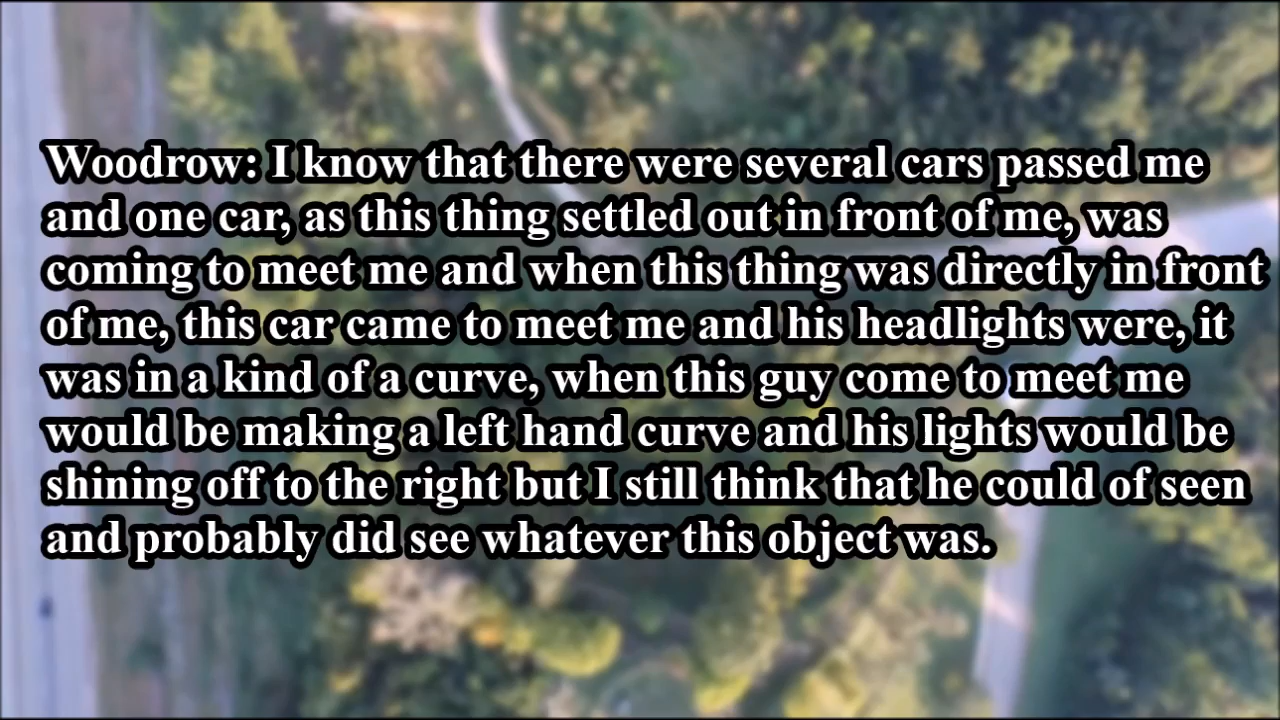 Woodrow: I know that there were several cars passed me
and one car, as this thing settled out in front of me, was
coming to meet me and when this thing was directly in front
of me, this car came to meet me and his headlights were, it
was in a kind of a curve, when this guy come to meet me
would be making a left hand curve and his lights would be
shining off to the right but I still think that he could of seen
and probably did see whatever this object was.